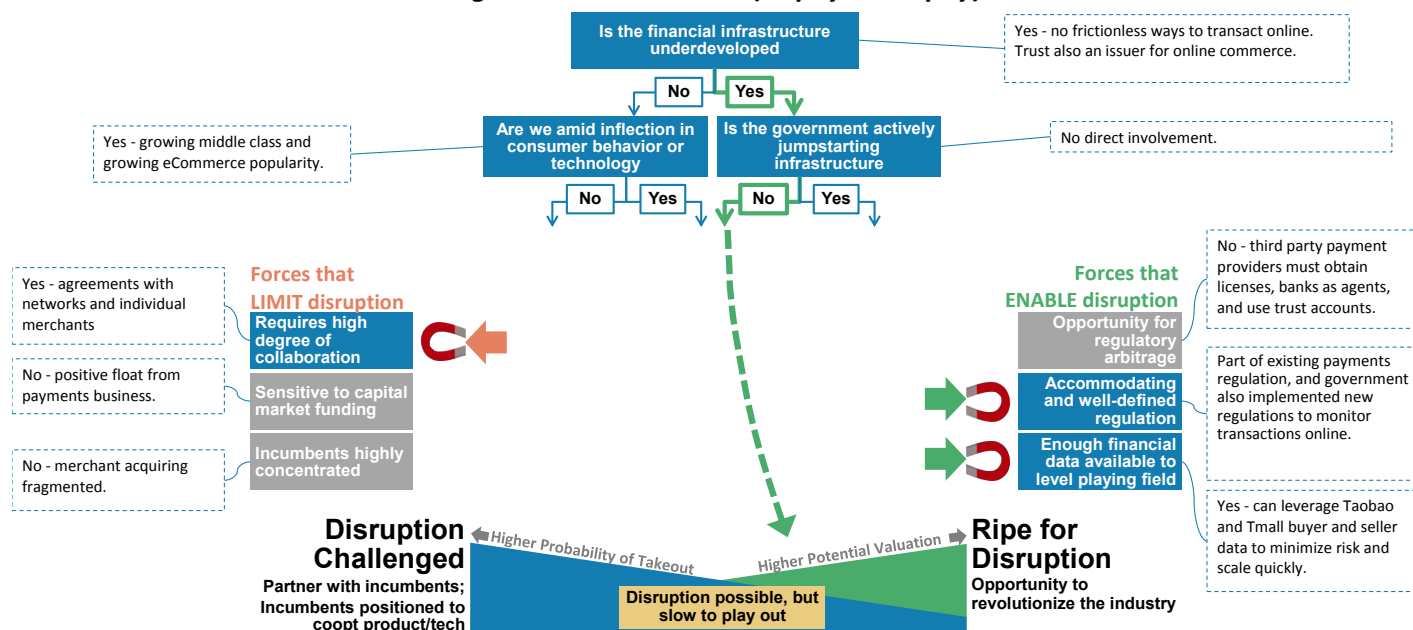 Is the financial infrastructure
underdeveloped
Yes - no frictionless ways to transact online.
Trust also an issuer for online commerce.
No
Yes
Yes - growing middle class and
growing eCommerce popularity.
Are we amid inflection in
consumer behavior or
technology
Is the government actively
jumpstarting
infrastructure
No direct involvement.
No
Yes
No
Yes
Yes - agreements with
networks and individual
merchants
Forces that
LIMIT disruption
Requires high
degree of
collaboration
No - positive float from
payments business.
Sensitive to capital
market funding
No - merchant acquiring
fragmented.
Incumbents highly
concentrated
Forces that
ENABLE disruption
Opportunity for
regulatory
arbitrage
No - third party payment
providers must obtain
licenses, banks as agents,
and use trust accounts.
Accommodating
and well-defined
regulation
Part of existing payments
regulation, and government
also implemented new
regulations to monitor
transactions online.
Enough financial
data available to
level playing field
Yes - can leverage Taobao
and Tmall buyer and seller
data to minimize risk and
scale quickly.
Disruption
Challenged
Partner with incumbents;
Incumbents positioned to
coopt product/tech
Higher Probability of Takeout
Higher Potential Valuation
Disruption possible, but
slow to play out
Ripe for
Disruption
Opportunity to
revolutionize the industry